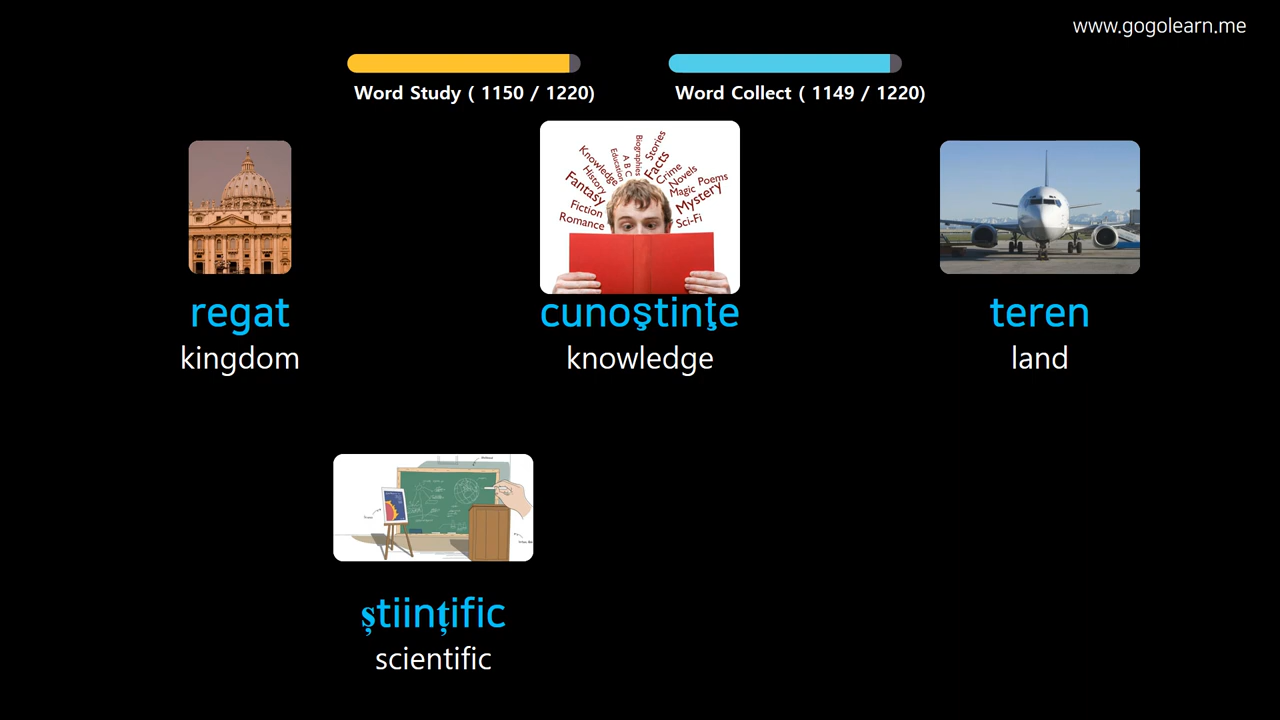 www.gogolearn.me
Word Study ( 1150 / 1220)
Word Collect ( 1149 / 1220)
Knowledge
History
Fantasy
Fiction
Romance
Education
A B C
Biographies
Stories
Facts
Crime
Novels
Magic
Poems
Mystery
Sci-Fi
regat
cunoştinţe
teren
kingdom
knowledge
land
științific
scientific